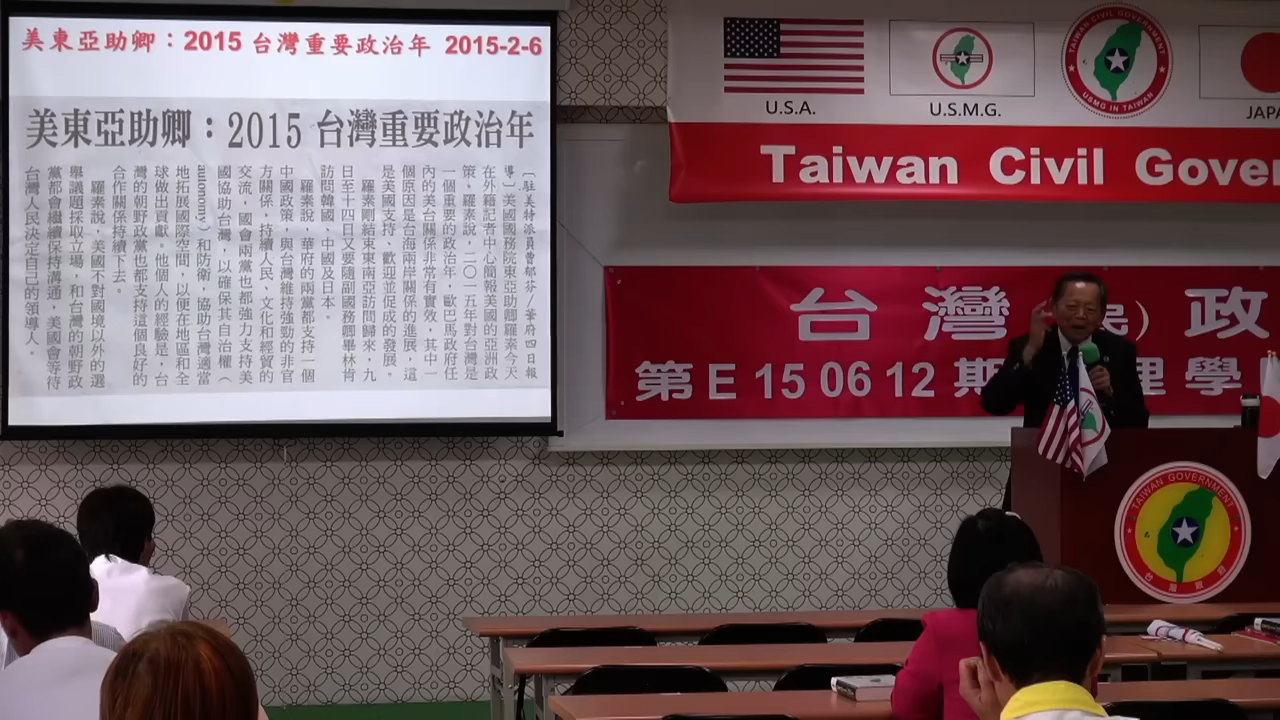 美東亞助卿：2015 台灣重要政治年 2015-2-6
美東亞助卿：2015 台灣重要政治年
〔駐美特派員曹郁芬／華府四日報
導〕美國國務院東亞助卿羅素今天
在外籍記者中心簡報美國的亞洲政
策，羅素說，二〇一五年對台灣是
一個重要的政治年，歐巴馬政府任
內的美台關係非常有實效，其中一
個原因是台海兩岸關係的進展，這
是美國支持、歡迎並促成的發展。
羅素剛結束東南亞訪問歸來，九
日至十四日又要隨副國務卿畢林肯
訪問韓國、中國及日本。
羅素說，華府的兩黨都支持一個
中國政策，與台灣維持強勁的非官
方關係，持續人民、文化和經貿的
交流，國會兩黨也都強力支持美
國協助台灣，以確保其自治權（
autonomy）和防衛，協助台灣適當
地拓展國際空間，以便在地區和全
球做出貢獻。他個人的經驗是，台
灣的朝野政黨也都支持這個良好的
合作關係持續下去。
羅素說，美國不對國境以外的選
舉議題採取立場，和台灣的朝野政
黨都會繼續保持溝通，美國會等待
台灣人民決定自己的領導人。
U.S.A.
U.S.M.G.
TAIWAN CIVIL GOVERNMENT
USMG IN TAIWAN
JAPA
Taiwan Civil Gover
台灣（民）政
第E150612期 理學
TAIWAN GOVERNMENT
台灣政府